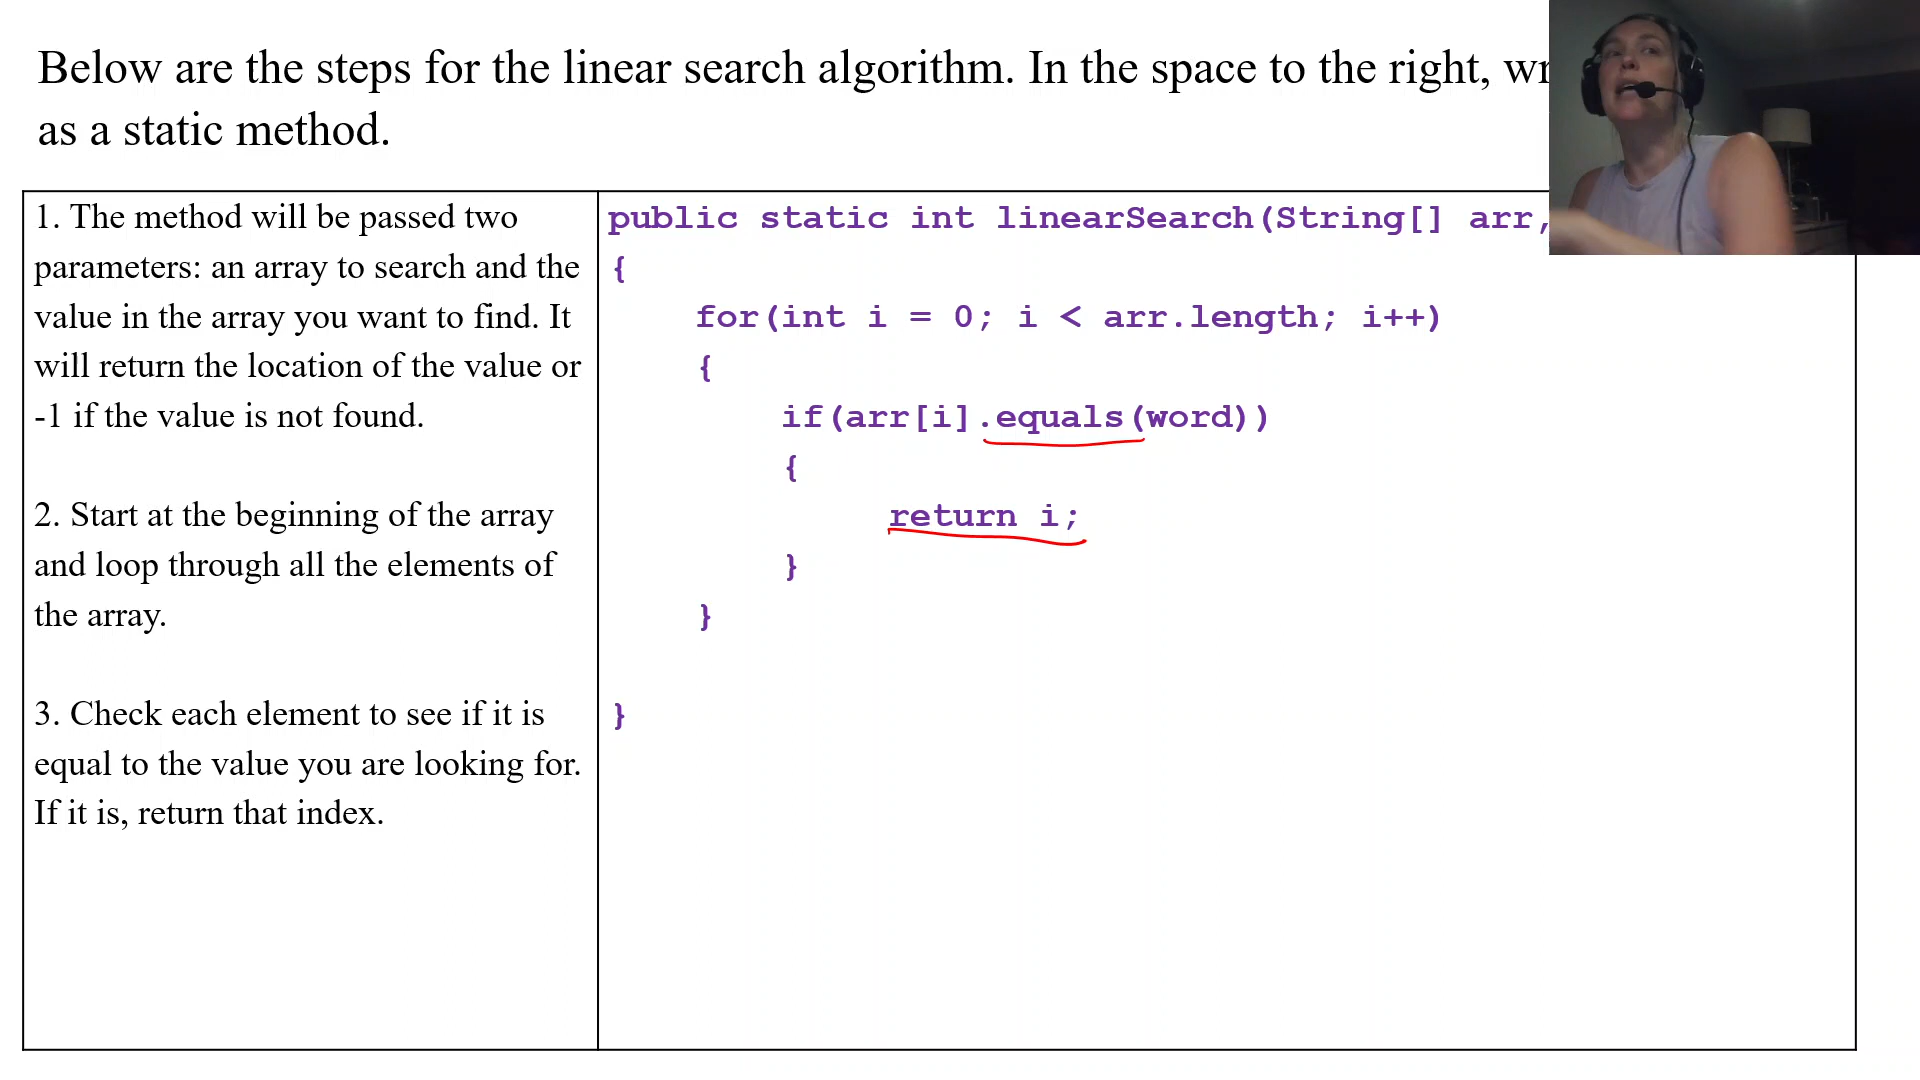 Below are the steps for the linear search algorithm. In the space to the right,
as a static method.
1. The method will be passed two
parameters: an array to search and the
value in the array you want to find. It
will return the location of the value or
-1 if the value is not found.
2. Start at the beginning of the array
and loop through all the elements of
the array.
3. Check each element to see if it is
equal to the value you are looking for.
If it is, return that index.
public static int linearSearch(String[] arr,
{
for(int i = 0; i < arr.length; i++)
{
if(arr[i].equals(word))
{
return i;
}
}
}